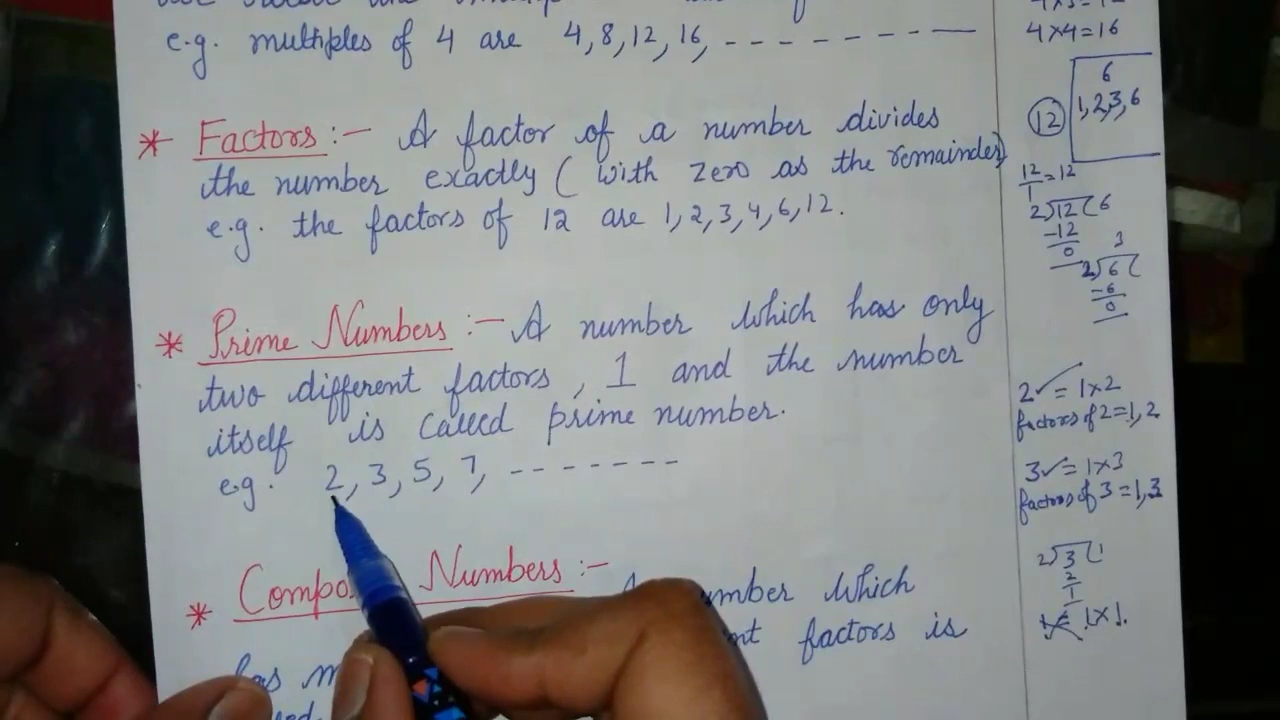 e.g. multiples of 4 are 4, 8, 12, 16, - - - - - - - -
* Factors :- A factor of a number divides
the number exactly ( with zero as the remainder)
e.g. the factors of 12 are 1, 2, 3, 4, 6, 12.
* Prime Numbers :- A number which has only
two different factors, 1 and the number
itself is called prime number.
e.g. 2, 3, 5, 7, - - - - - - -
* Numbers :-
which
factors is
has
4×4=16
6
12 1,2,3,6
12/1=12
2)12(6
-12
0
3
2)6(
-6
0
2✓=1×2
factors of 2=1,2
3✓=1×3
factors of 3=1,3
2)3(1
2
1
1×1.